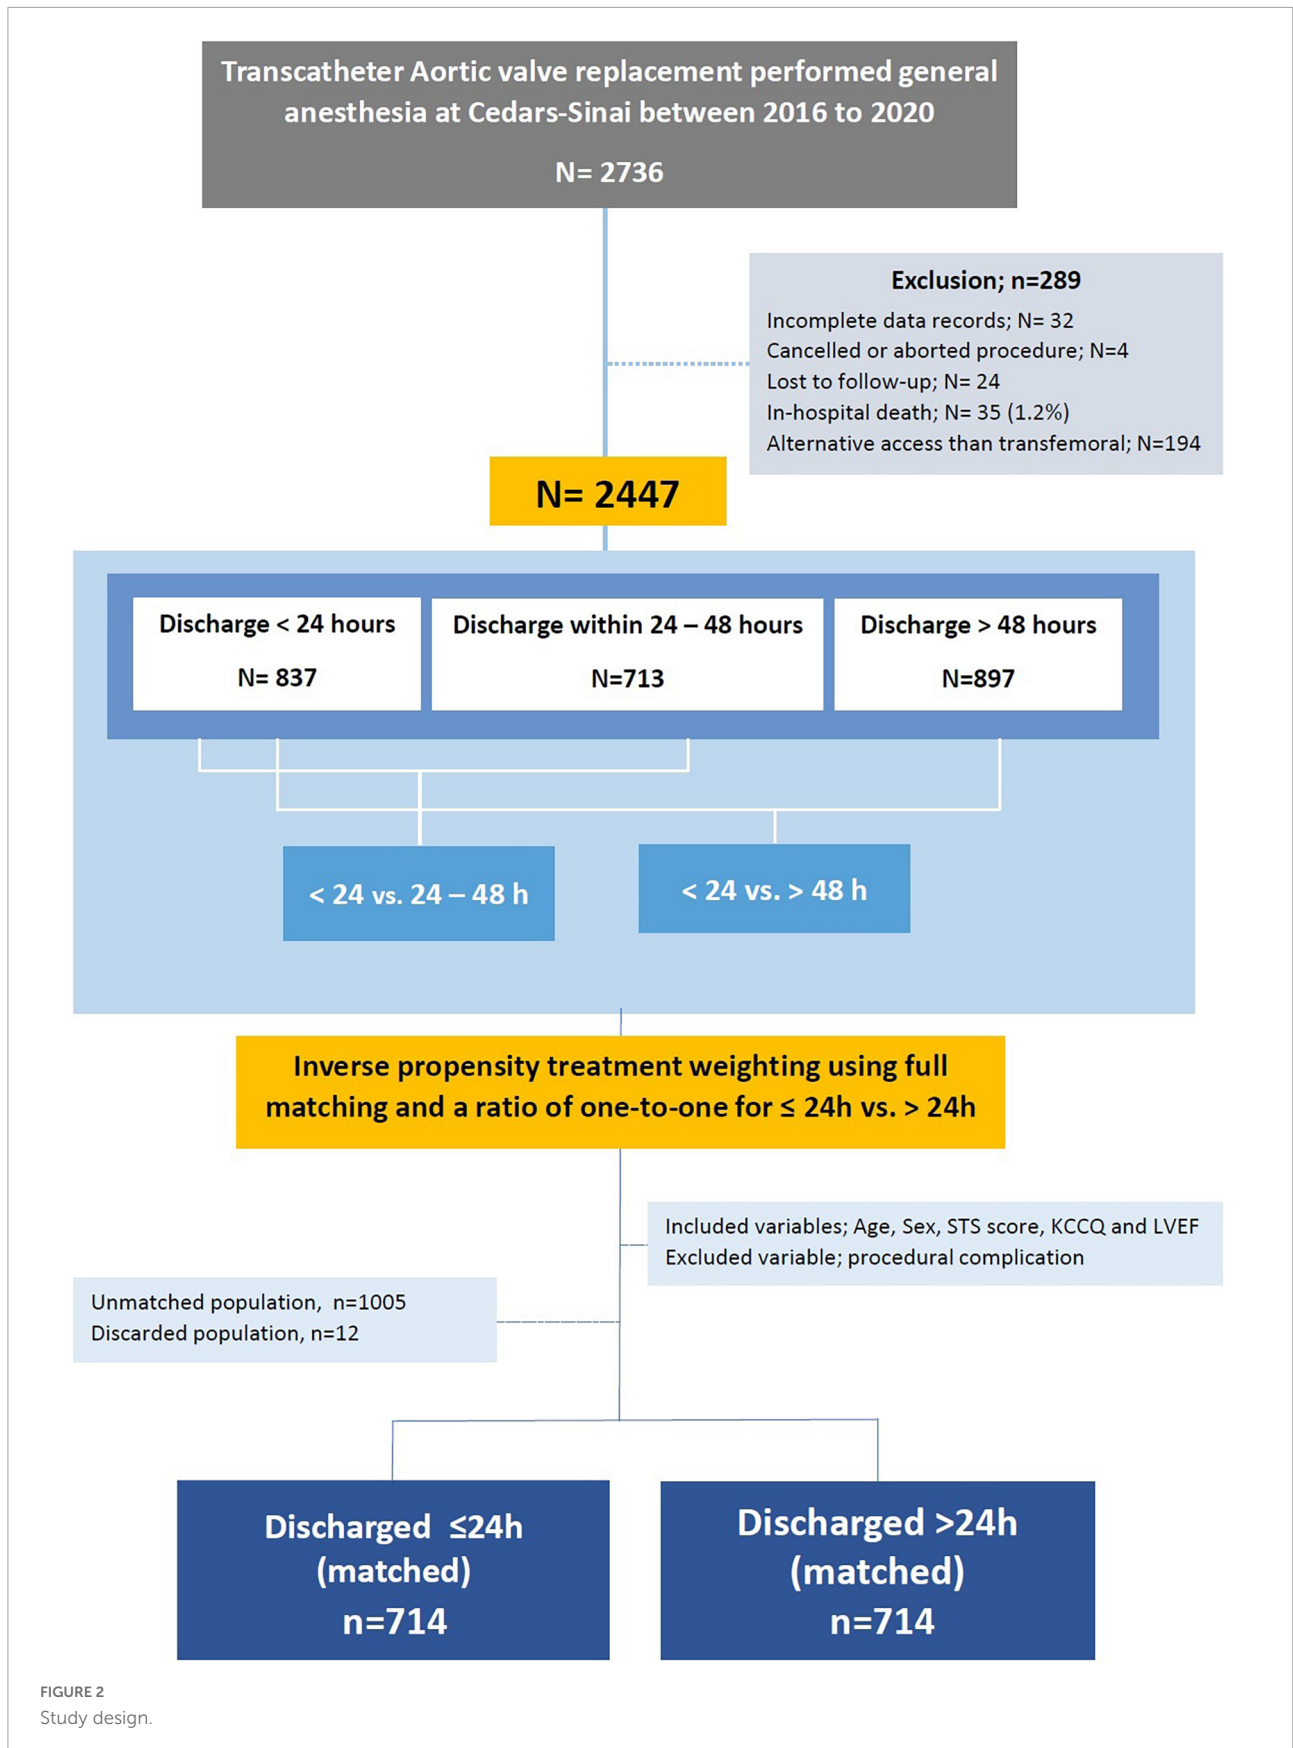 Transcatheter Aortic valve replacement performed general
anesthesia at Cedars-Sinai between 2016 to 2020
N= 2736
Exclusion; n=289
Incomplete data records; N= 32
Cancelled or aborted procedure; N=4
Lost to follow-up; N= 24
In-hospital death; N= 35 (1.2%)
Alternative access than transfemoral; N=194
N= 2447
Discharge < 24 hours
N= 837
Discharge within 24 – 48 hours
N=713
Discharge > 48 hours
N=897
< 24 vs. 24 – 48 h
< 24 vs. > 48 h
Inverse propensity treatment weighting using full
matching and a ratio of one-to-one for ≤ 24h vs. > 24h
Included variables; Age, Sex, STS score, KCCQ and LVEF
Excluded variable; procedural complication
Unmatched population, n=1005
Discarded population, n=12
Discharged ≤24h
(matched)
n=714
Discharged >24h
(matched)
n=714
FIGURE 2
Study design.